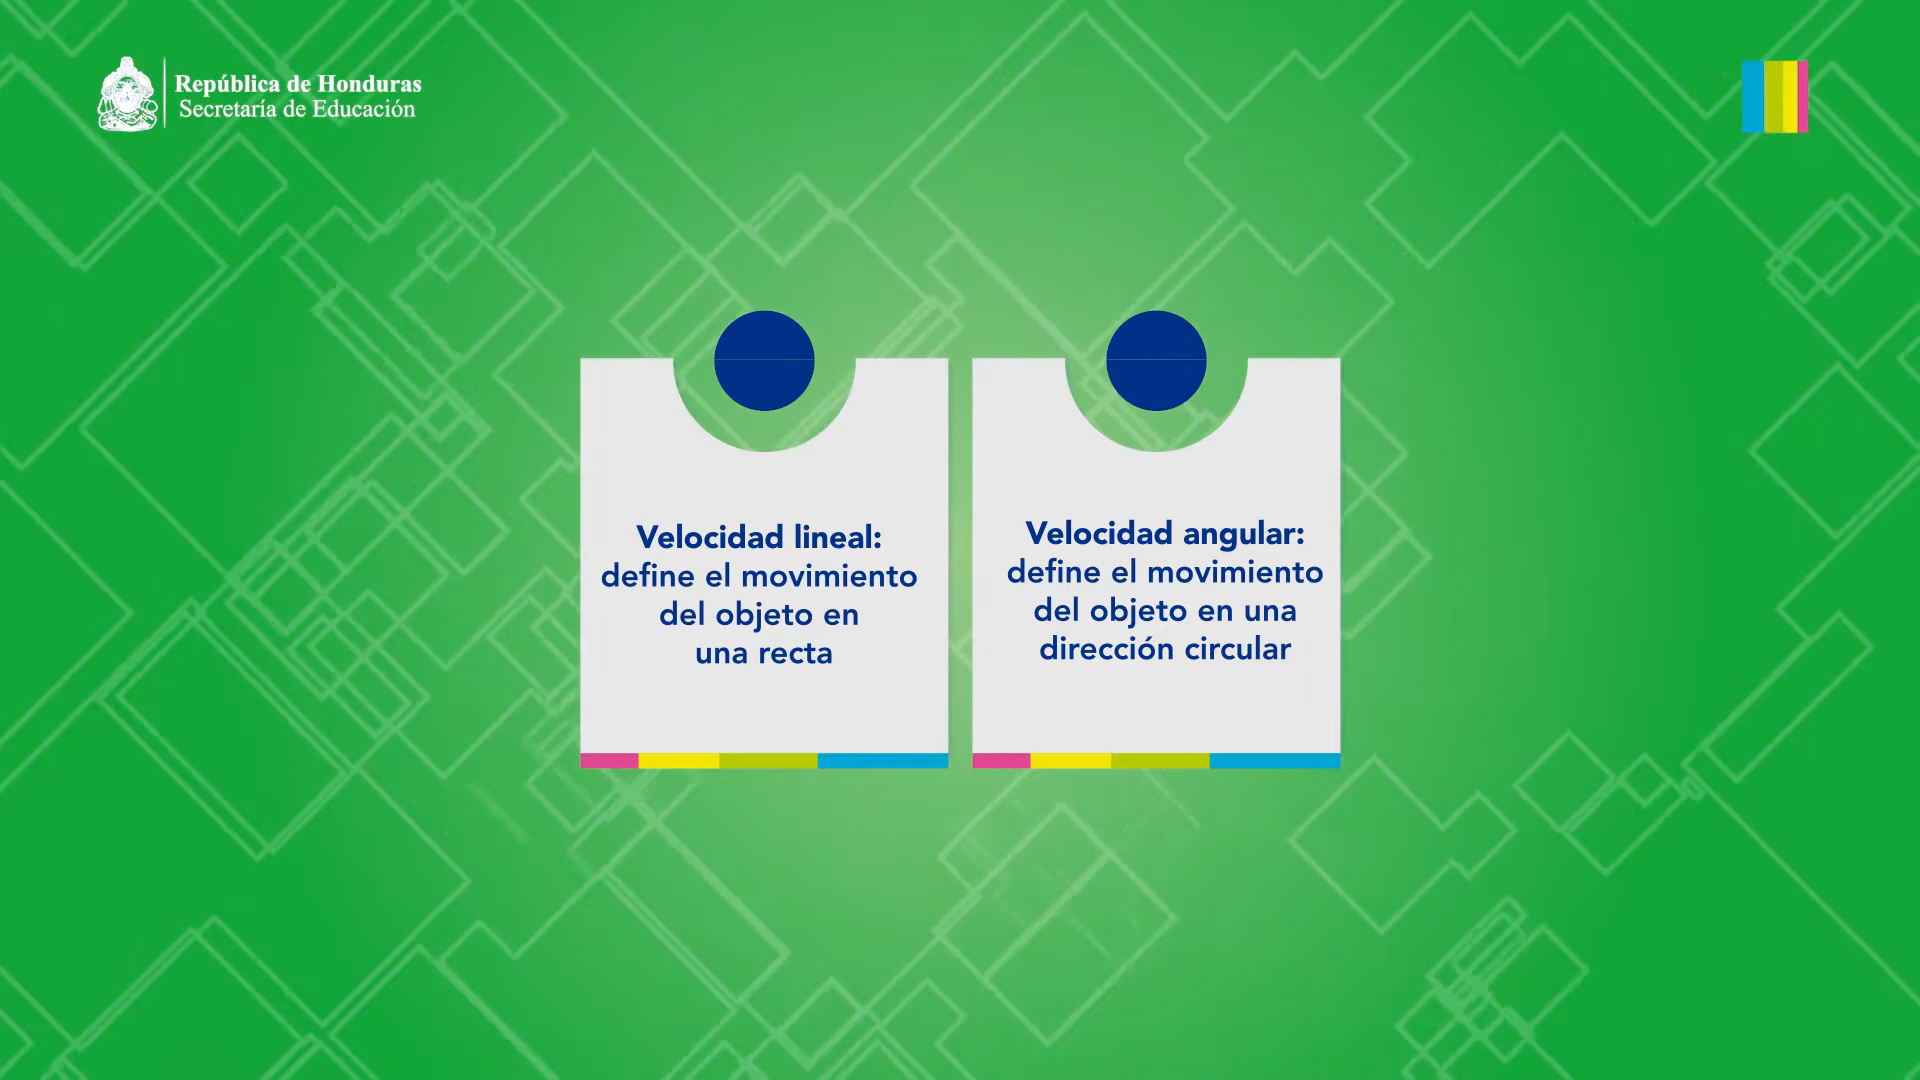 República de Honduras
Secretaría de Educación
Velocidad lineal:
define el movimiento
del objeto en
una recta
Velocidad angular:
define el movimiento
del objeto en una
dirección circular